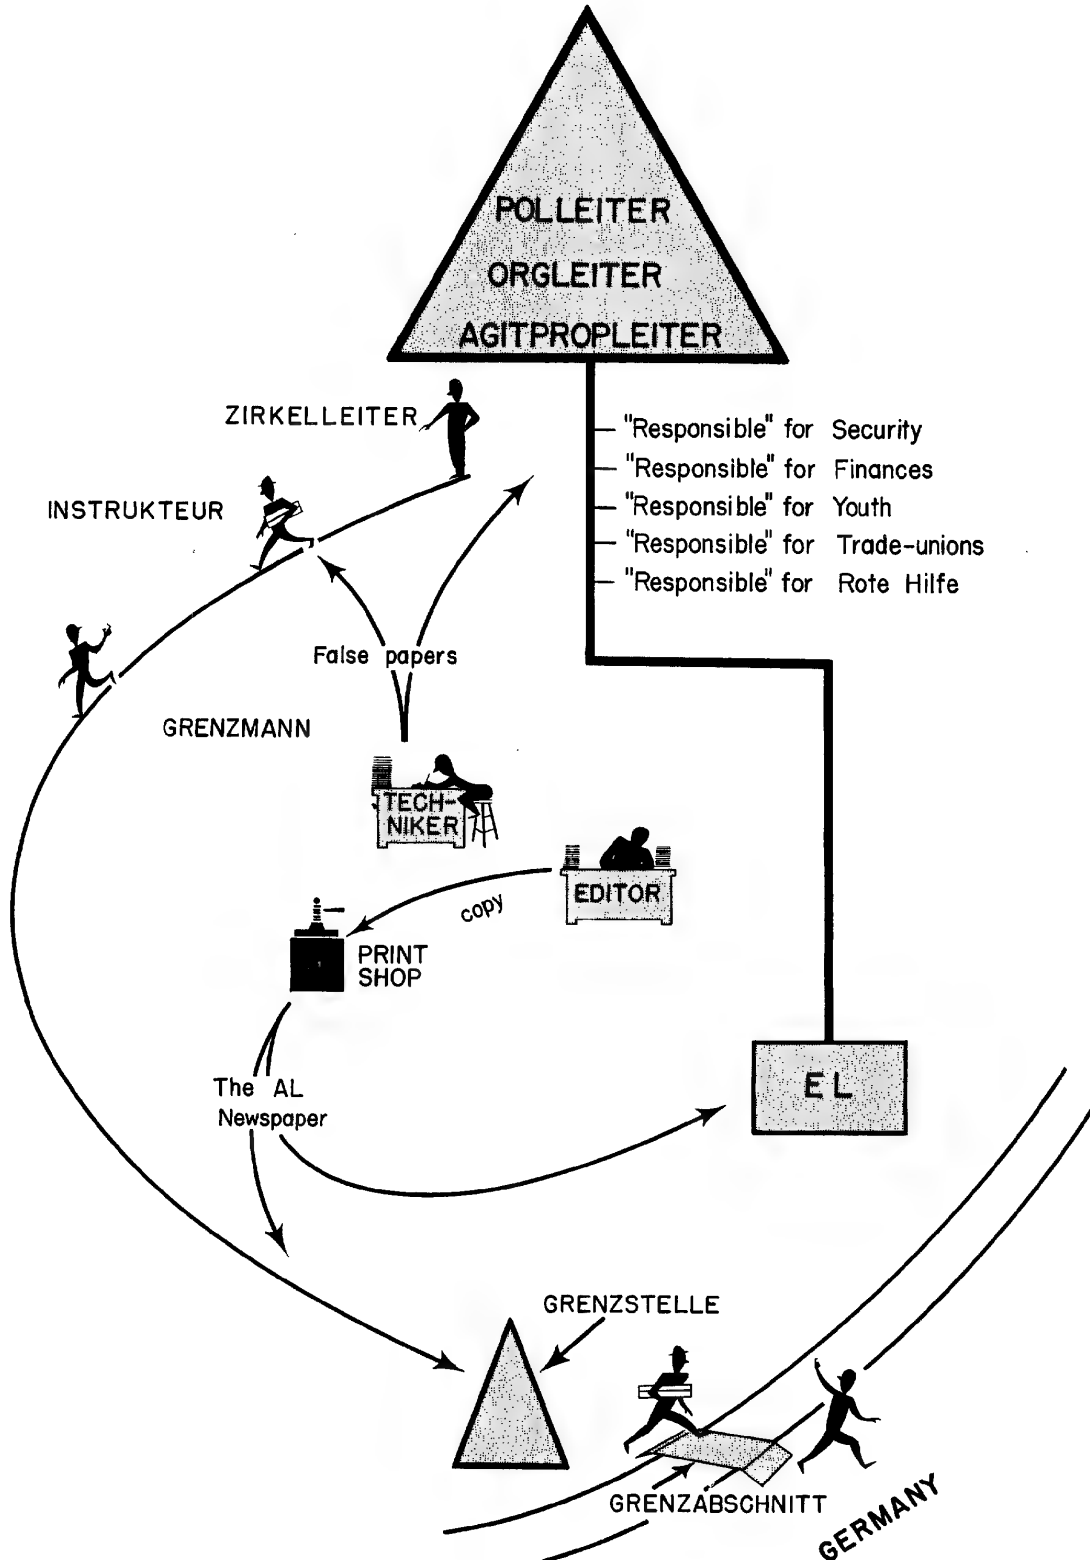 POLLEITER
ORGLEITER
AGITPROPLEITER
ZIRKELLEITER
"Responsible" for Security
"Responsible" for Finances
INSTRUKTEUR
"Responsible" for Youth
"Responsible" for Trade-unions
"Responsible" for Rote Hilfe
False papers
GRENZMANN
TECH-
NIKER
EDITOR
copy
PRINT
SHOP
The AL
Newspaper
EL
GRENZSTELLE
GRENZABSCHNITT
GERMANY